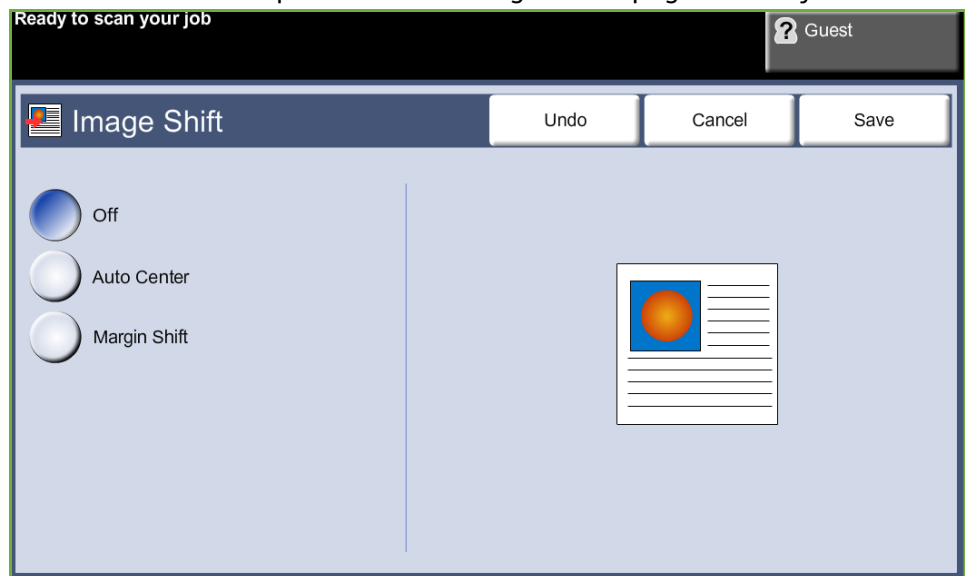 Ready to scan your job
? Guest
Image Shift
Undo
Cancel
Save
Off
Auto Center
Margin Shift